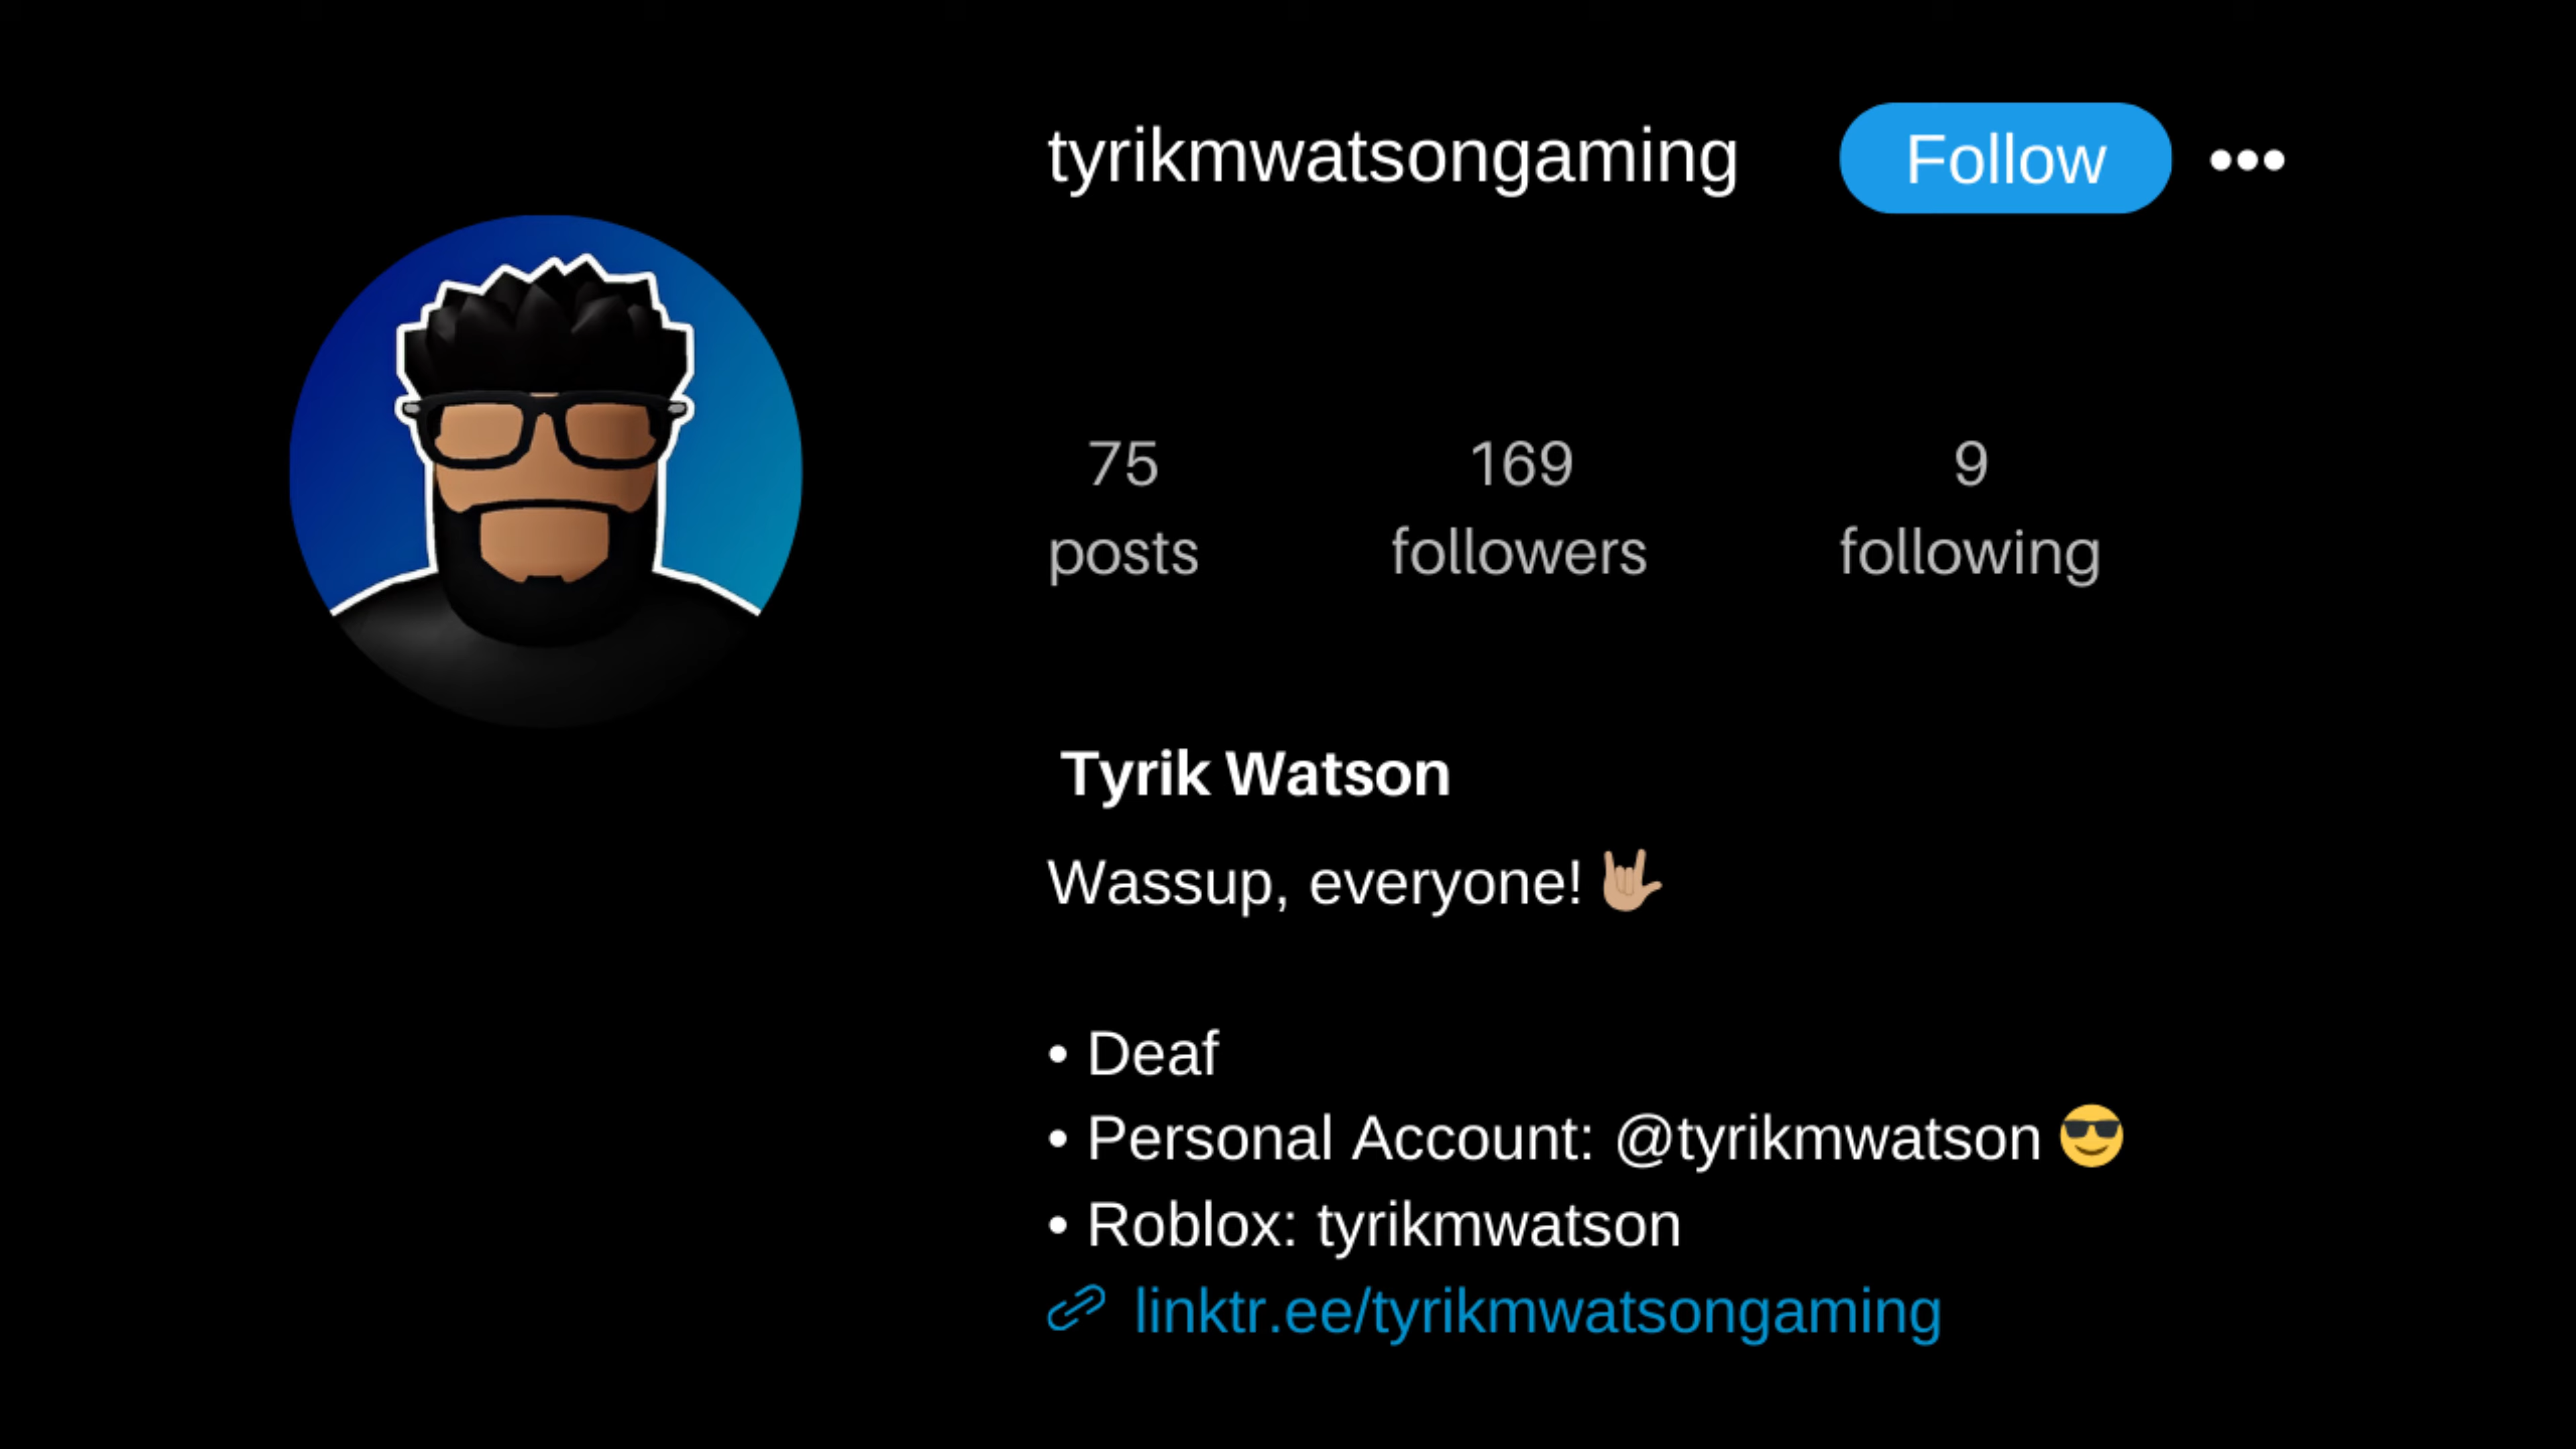 tyrikmwatsongaming
Follow
75
posts
169
followers
9
following
Tyrik Watson
Wassup, everyone! 🤟🏼
• Deaf
• Personal Account: @tyrikmwatson 😎
• Roblox: tyrikmwatson
linktr.ee/tyrikmwatsongaming